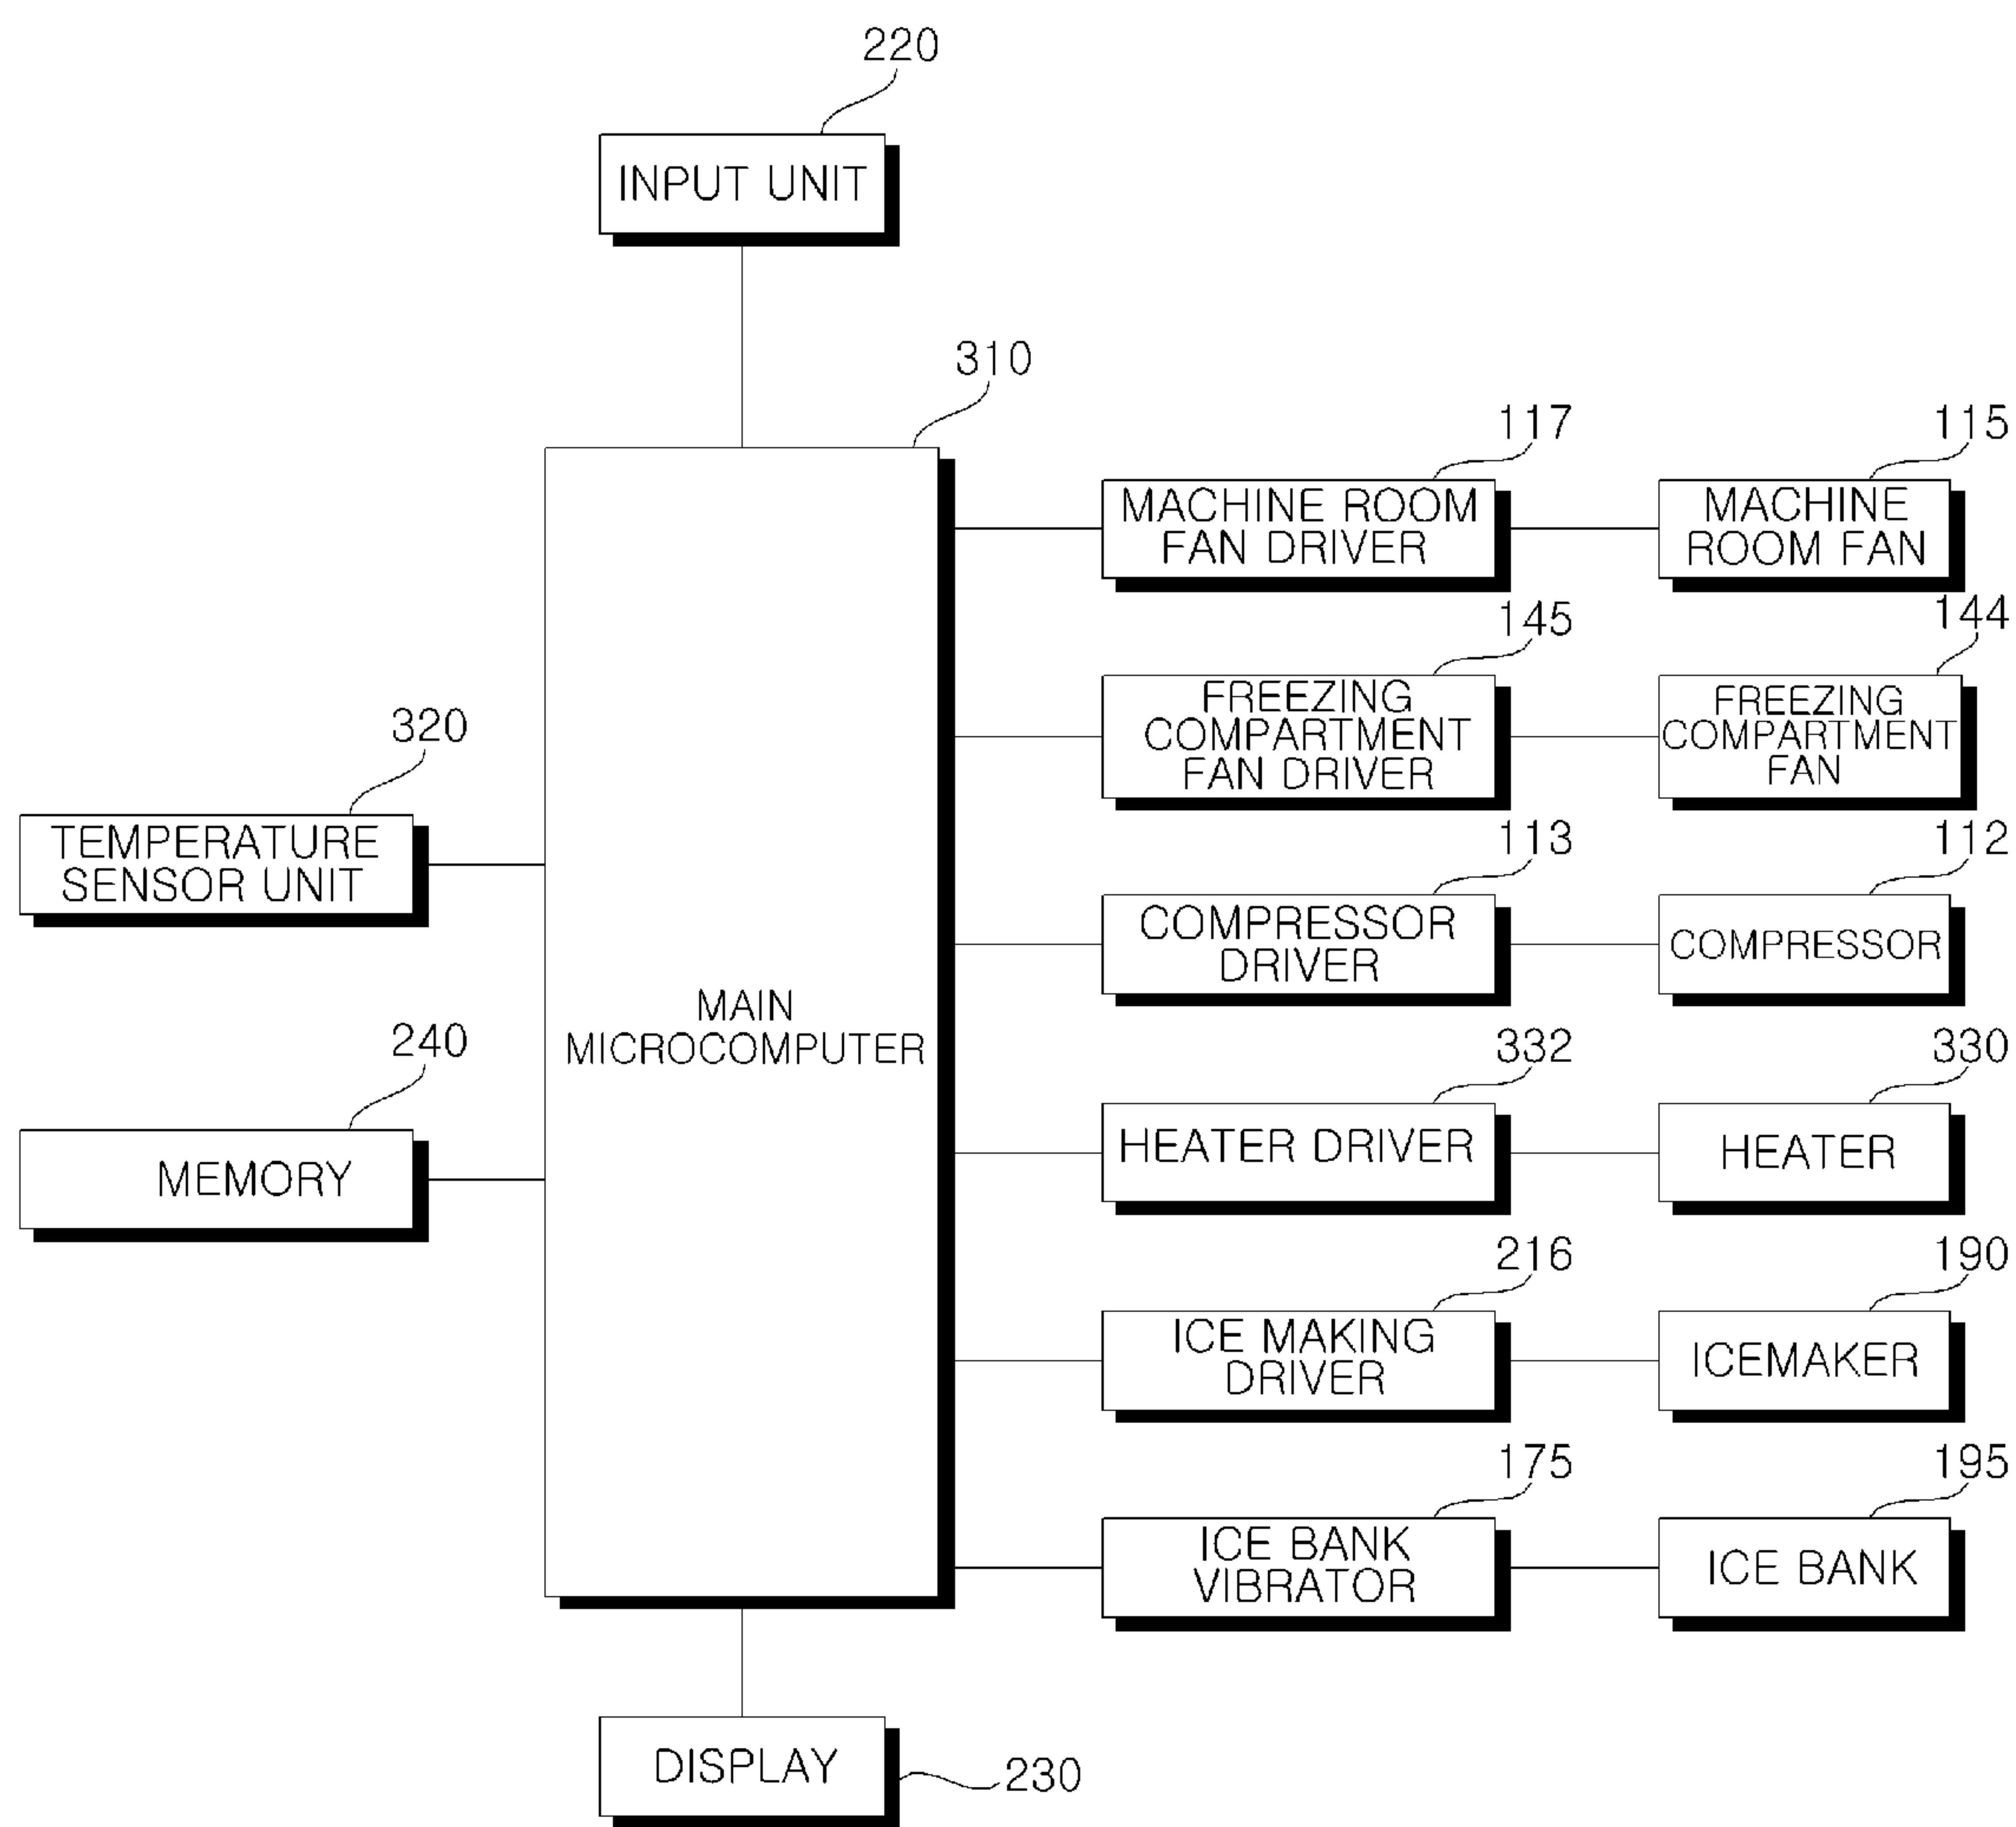 220
INPUT UNIT
310
117
115
MACHINE ROOM
FAN DRIVER
MACHINE
ROOM FAN
145
144
FREEZING
COMPARTMENT
FAN DRIVER
FREEZING
COMPARTMENT
FAN
320
TEMPERATURE
SENSOR UNIT
113
112
COMPRESSOR
DRIVER
COMPRESSOR
MAIN
MICROCOMPUTER
240
MEMORY
332
330
HEATER DRIVER
HEATER
216
190
ICE MAKING
DRIVER
ICEMAKER
175
195
ICE BANK
VIBRATOR
ICE BANK
DISPLAY
230